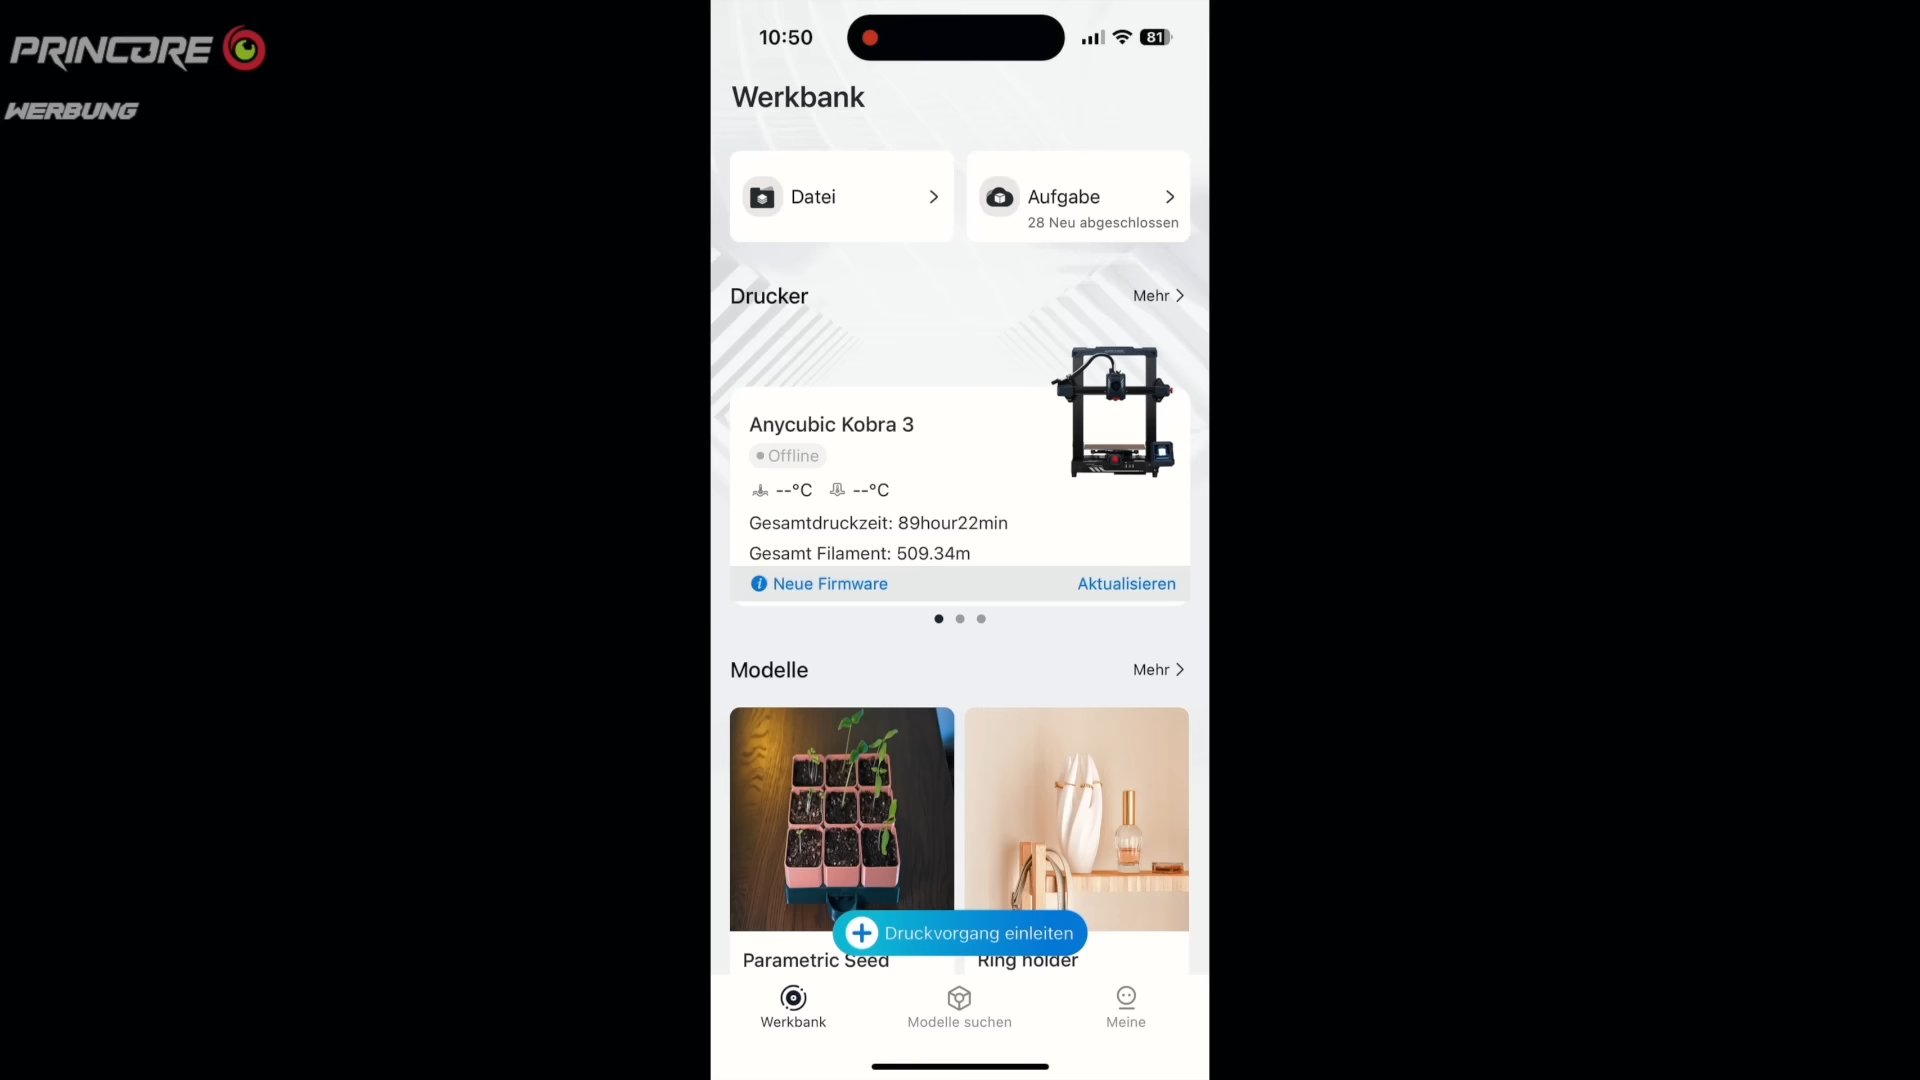 PRINCORE
WERBUNG
10:50
81
Werkbank
Datei
Aufgabe
28 Neu abgeschlossen
Drucker
Mehr
Anycubic Kobra 3
Offline
--°C --°C
Gesamtdruckzeit: 89hour22min
Gesamt Filament: 509.34m
Neue Firmware
Aktualisieren
Modelle
Mehr
Druckvorgang einleiten
Parametric Seed
Ring holder
Werkbank
Modelle suchen
Meine